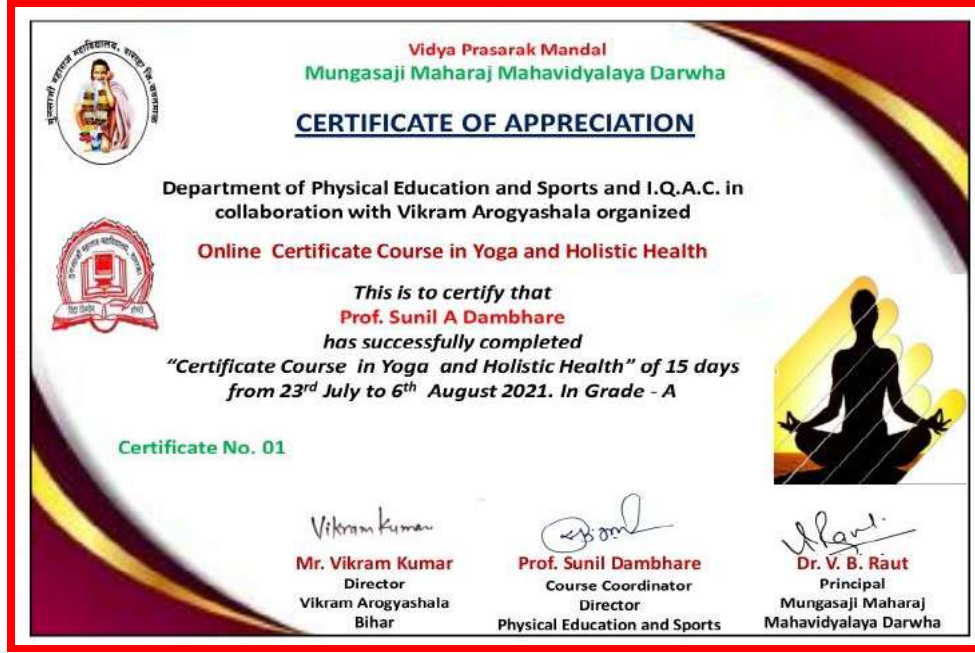 Vidya Prasarak Mandal
Mungasaji Maharaj Mahavidyalaya Darwha
CERTIFICATE OF APPRECIATION
Department of Physical Education and Sports and I.Q.A.C. in
collaboration with Vikram Arogyashala organized
Online Certificate Course in Yoga and Holistic Health
This is to certify that
Prof. Sunil A Dambhare
has successfully completed
“Certificate Course in Yoga and Holistic Health” of 15 days
from 23rd July to 6th August 2021. In Grade - A
Certificate No. 01
Vikram Kumar
Mr. Vikram Kumar
Director
Vikram Arogyashala
Bihar
Prof. Sunil Dambhare
Course Coordinator
Director
Physical Education and Sports
Dr. V. B. Raut
Principal
Mungasaji Maharaj
Mahavidyalaya Darwha